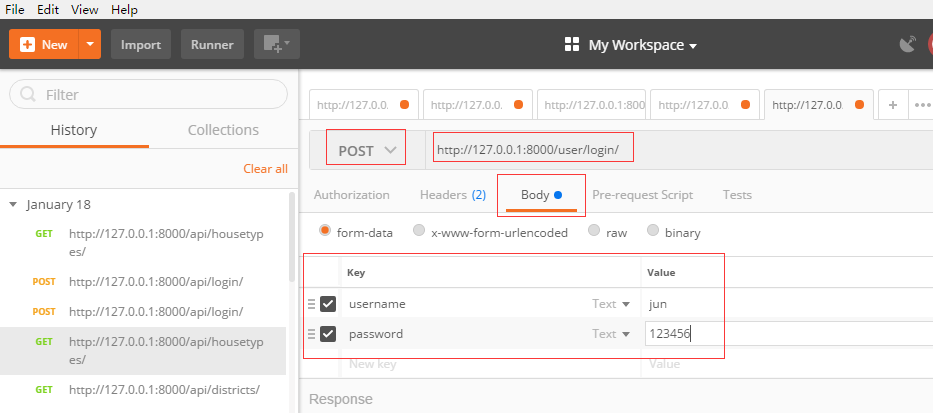 File Edit View Help
New Import Runner My Workspace
Filter
History Collections
Clear all
January 18
GET http://127.0.0.1:8000/api/housetyp
es/
POST http://127.0.0.1:8000/api/login/
POST http://127.0.0.1:8000/api/login/
GET http://127.0.0.1:8000/api/housetyp
es/
GET http://127.0.0.1:8000/api/districts/
http://127.0.0. http://127.0.0. http://127.0.0.1:800 http://127.0.0. http://127.0.0 + •••
POST http://127.0.0.1:8000/user/login/
Authorization Headers (2) Body Pre-request Script Tests
form-data x-www-form-urlencoded raw binary
Key Value
username Text jun
password Text 123456
New key Value
Response